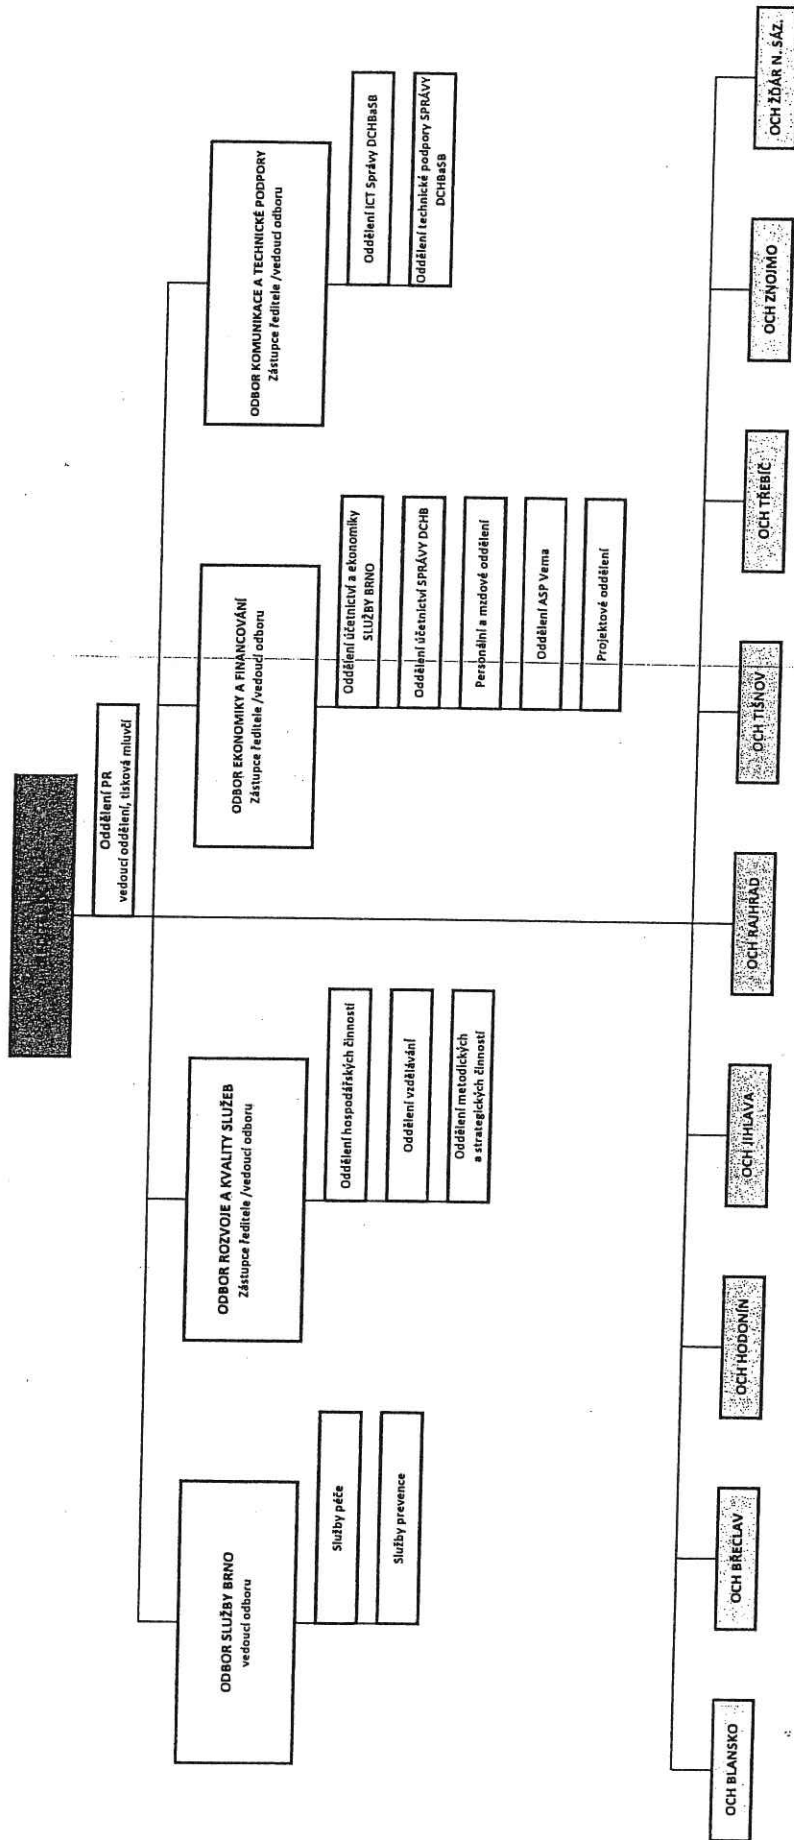 Oddělení PR
vedoucí oddělení, tisková mluvčí
ODBOR SLUŽBY BRNO
vedoucí odboru
Služby péče
Služby prevence
ODBOR ROZVOJE A KVALITY SLUŽEB
Zástupce ředitele /vedoucí odboru
Oddělení hospodářských činností
Oddělení vzdělávání
Oddělení metodických
a strategických činností
ODBOR EKONOMIKY A FINANCOVÁNÍ
Zástupce ředitele /vedoucí odboru
Oddělení účetnictví a ekonomiky
SLUŽBY BRNO
Oddělení účetnictví SPRÁVY DCHB
Personální a mzdové oddělení
Oddělení ASP Vema
Projektové oddělení
ODBOR KOMUNIKACE A TECHNICKÉ PODPORY
Zástupce ředitele /vedoucí odboru
Oddělení ICT Správy DCHBaSB
Oddělení technické podpory SPRÁVY
DCHBaSB
OCH BLANSKO
OCH BŘECLAV
OCH HODONÍN
OCH JIHLAVA
OCH RAJHRAD
OCH TIŠNOV
OCH TŘEBÍČ
OCH ZNOJMO
OCH ŽĎÁR N. SÁZ.